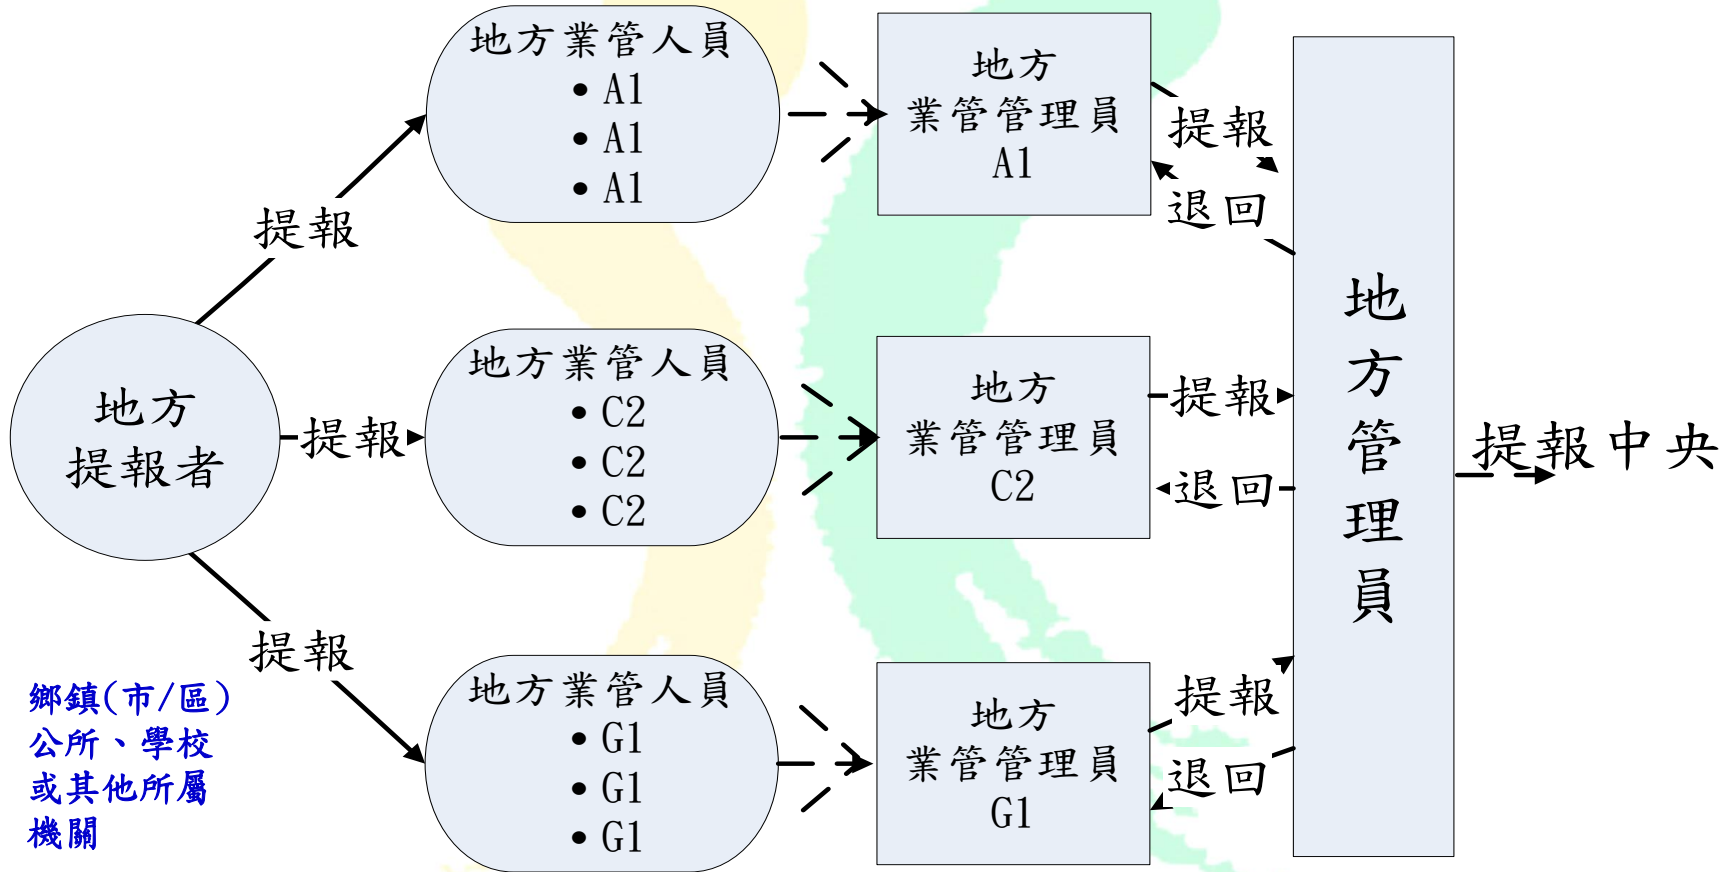 地方
提報者
鄉鎮(市/區)
公所、學校
或其他所屬
機關
提報
提報
提報
地方業管人員
• A1
• A1
• A1
地方業管人員
• C2
• C2
• C2
地方業管人員
• G1
• G1
• G1
地方
業管管理員
A1
地方
業管管理員
C2
地方
業管管理員
G1
提報
退回
提報
退回
提報
退回
地方管理員
提報中央